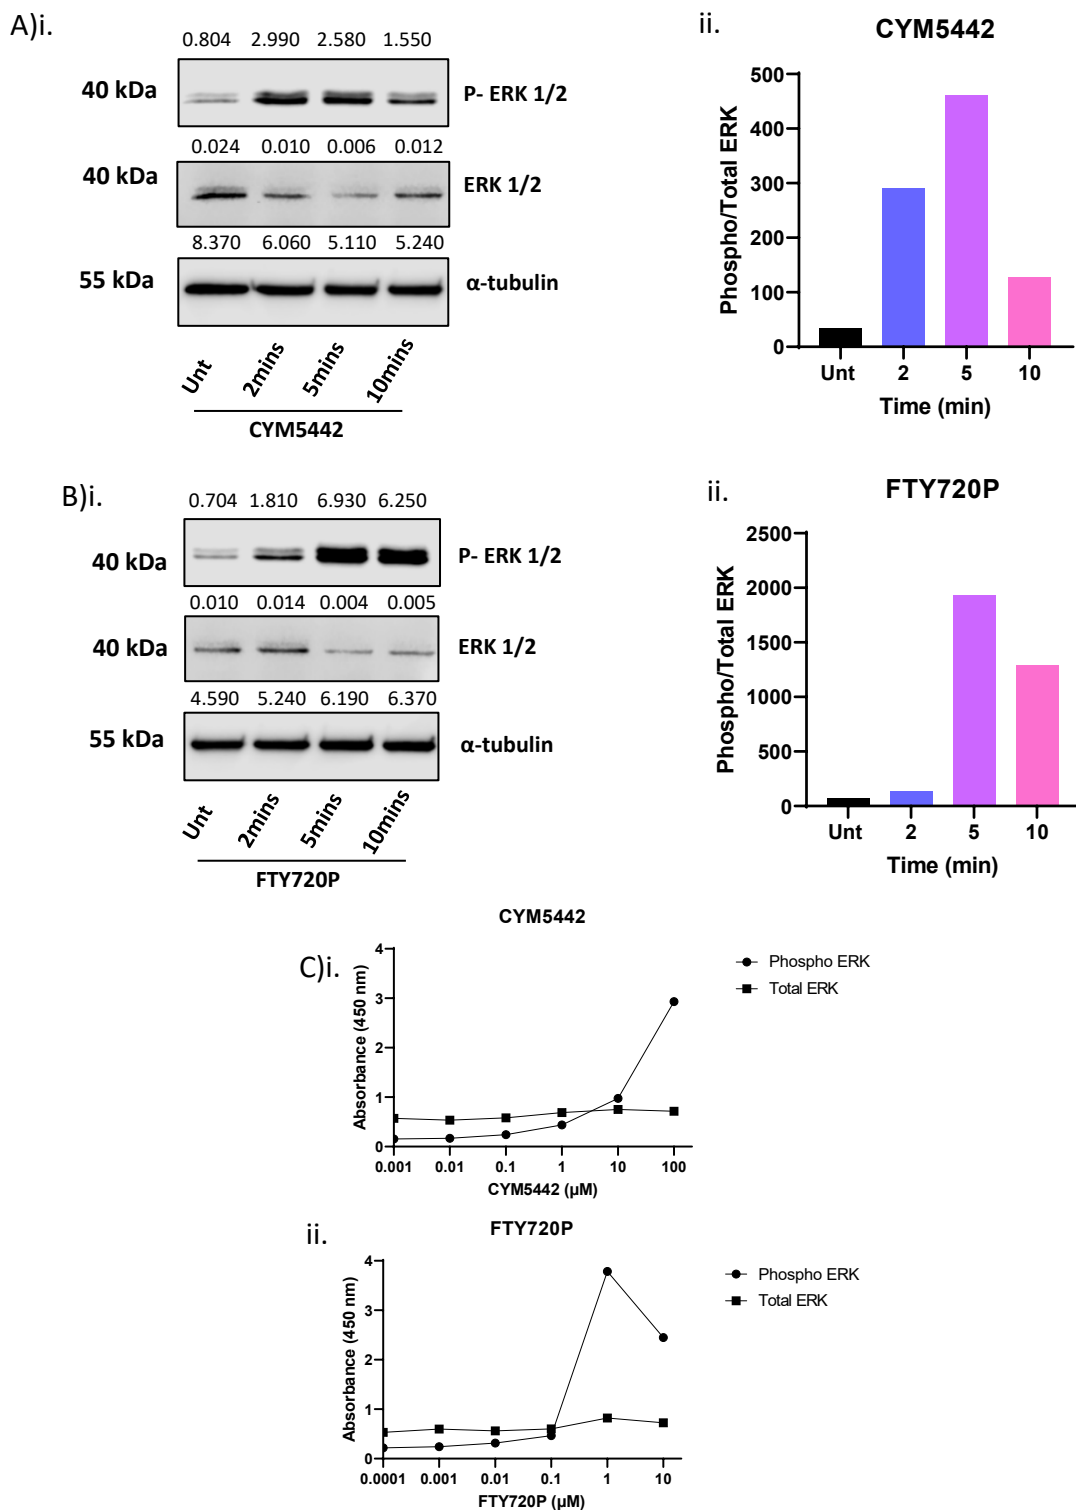 A)i.
0.804 2.990 2.580 1.550
40 kDa
P- ERK 1/2
0.024 0.010 0.006 0.012
40 kDa
ERK 1/2
8.370 6.060 5.110 5.240
55 kDa
α-tubulin
Unt 2mins 5mins 10mins
CYM5442
ii.
CYM5442
Phospho/Total ERK
500
400
300
200
100
0
Unt 2 5 10
Time (min)
B)i.
0.704 1.810 6.930 6.250
40 kDa
P- ERK 1/2
0.010 0.014 0.004 0.005
40 kDa
ERK 1/2
4.590 5.240 6.190 6.370
55 kDa
α-tubulin
Unt 2mins 5mins 10mins
FTY720P
ii.
FTY720P
Phospho/Total ERK
2500
2000
1500
1000
500
0
Unt 2 5 10
Time (min)
C)i.
CYM5442
Absorbance (450 nm)
4
3
2
1
0
0.001 0.01 0.1 1 10 100
CYM5442 (µM)
Phospho ERK
Total ERK
ii.
FTY720P
Absorbance (450 nm)
4
3
2
1
0
0.0001 0.001 0.01 0.1 1 10
FTY720P (µM)
Phospho ERK
Total ERK